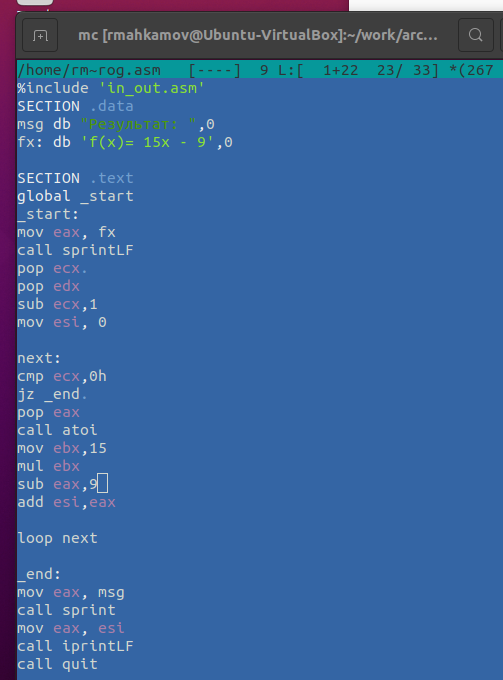 mc [rmahkamov@Ubuntu-VirtualBox]:~/work/arc...
/home/rm~rog.asm   [----]  9 L:[  1+22  23/ 33] *(267
%include 'in_out.asm'
SECTION .data
msg db "Результат: ",0
fx: db 'f(x)= 15x - 9',0
SECTION .text
global _start
_start:
mov eax, fx
call sprintLF
pop ecx.
pop edx
sub ecx,1
mov esi, 0
next:
cmp ecx,0h
jz _end.
pop eax
call atoi
mov ebx,15
mul ebx
sub eax,9
add esi,eax
loop next
_end:
mov eax, msg
call sprint
mov eax, esi
call iprintLF
call quit